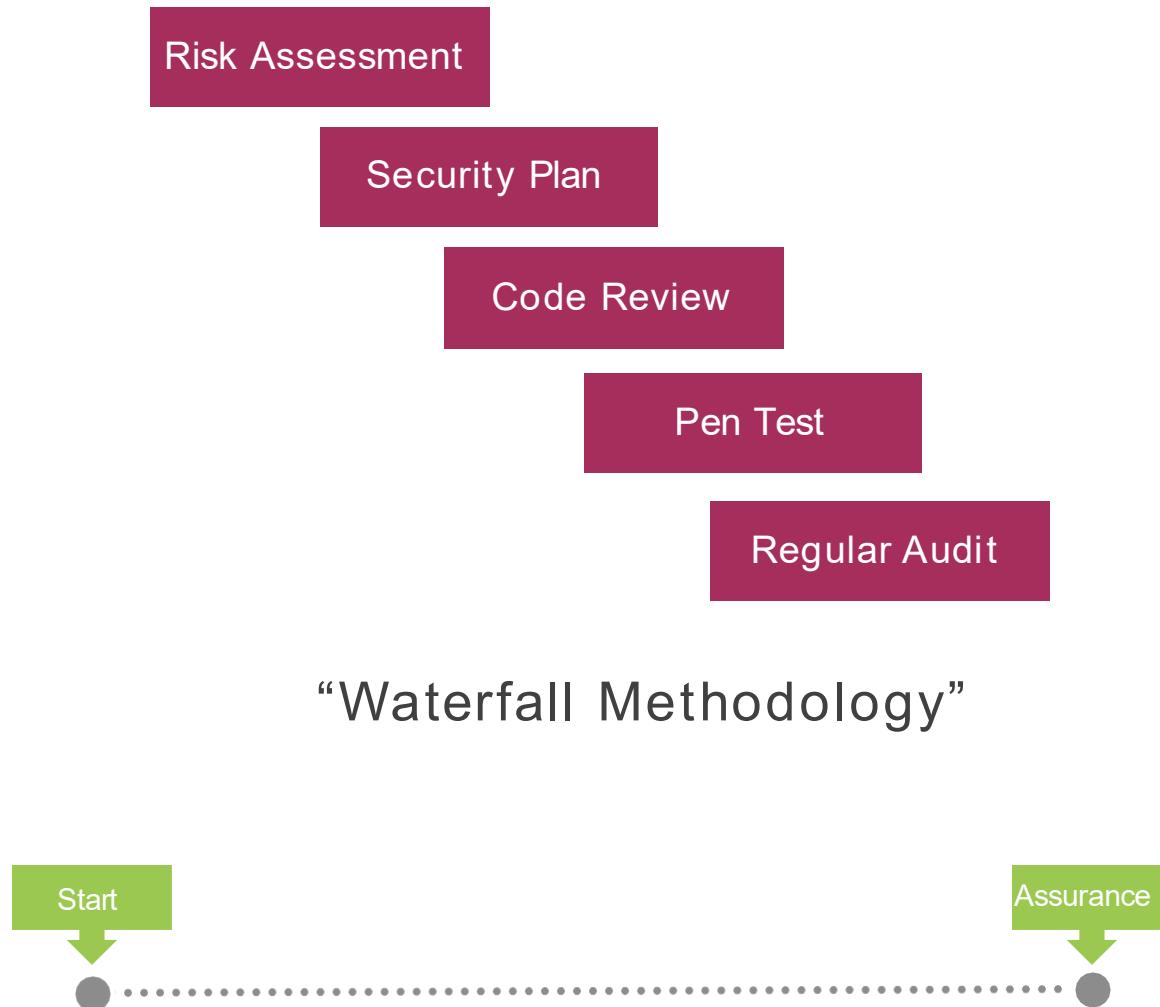 Risk Assessment
Security Plan
Code Review
Pen Test
Regular Audit
“Waterfall Methodology”
Start
Assurance